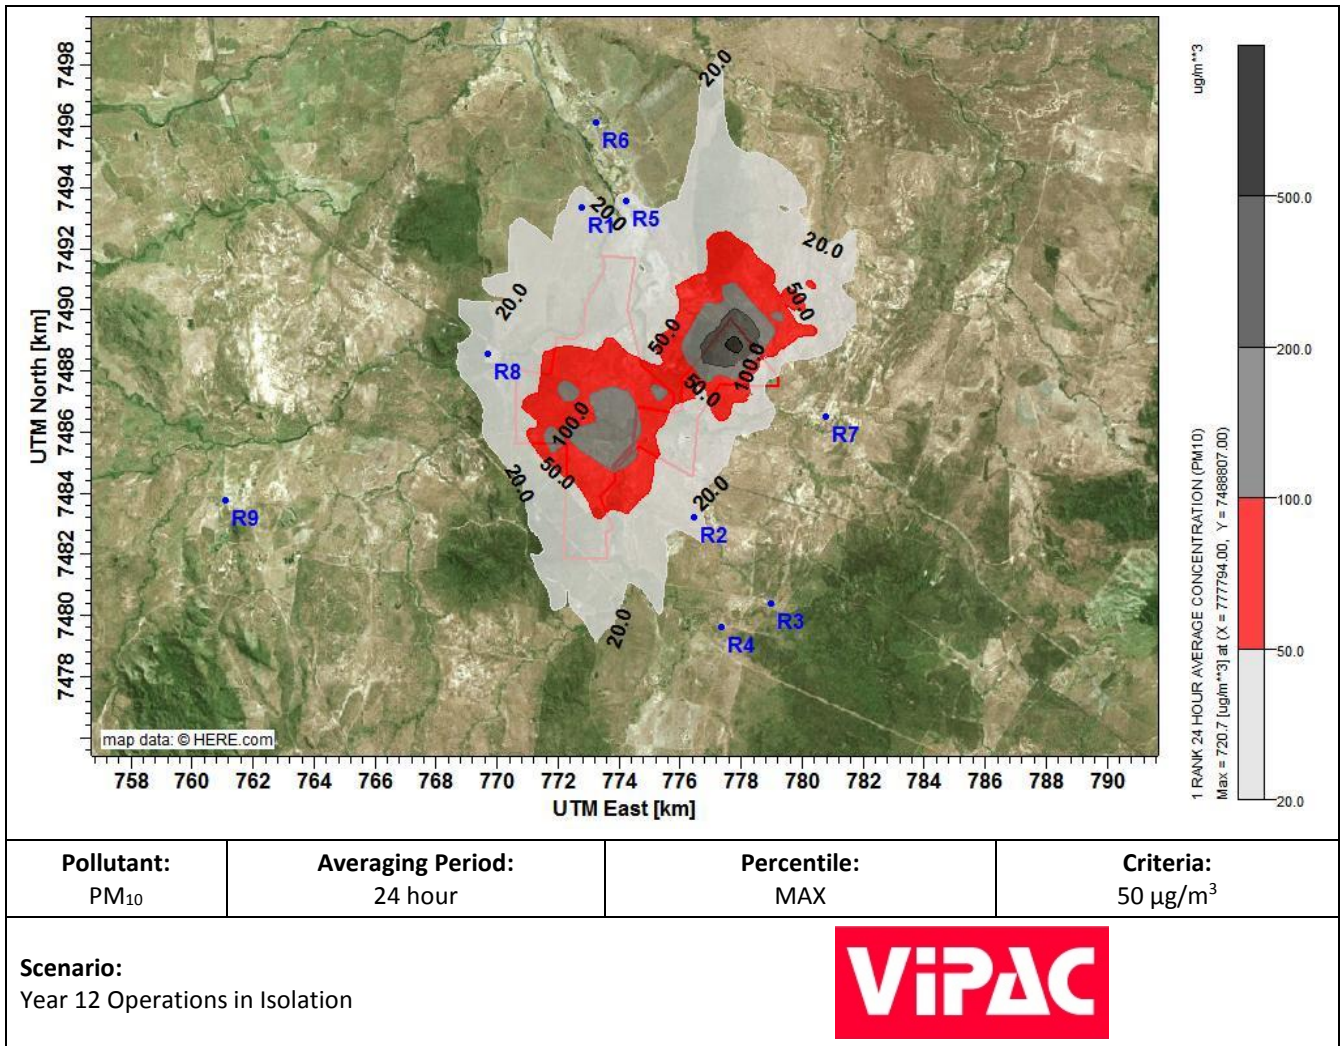 7498
7496
7494
7492
7490
7488
7486
7484
7482
7480
7478
UTM North [km]
20.0
R6
20.0
R1
R5
20.0
20.0
50.0
50.0
R8
100.0
50.0
100.0
R7
50.0
20.0
20.0
R9
R2
R3
20.0
R4
map data: © HERE.com
758 760 762 764 766 768 770 772 774 776 778 780 782 784 786 788 790
UTM East [km]
ug/m**3
500.0
200.0
100.0
50.0
20.0
1 RANK 24 HOUR AVERAGE CONCENTRATION (PM10)
Max = 720.7 [ug/m**3] at (X = 777794.00, Y = 7488807.00)
Pollutant:
PM10
Averaging Period:
24 hour
Percentile:
MAX
Criteria:
50 µg/m³
Scenario:
Year 12 Operations in Isolation
ViPAC